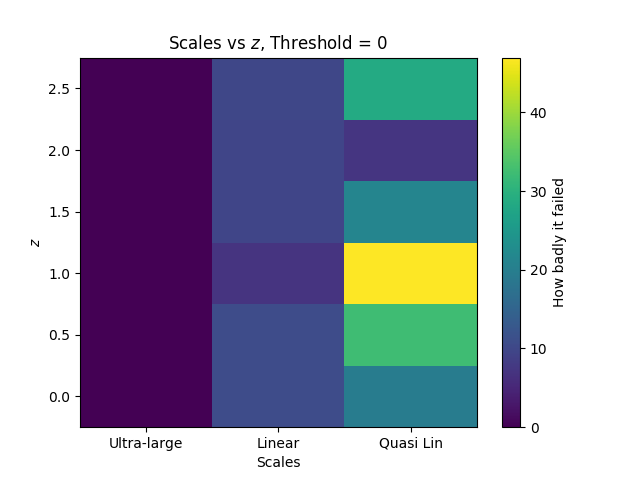 Scales vs z, Threshold = 0
2.5
2.0
1.5
1.0
0.5
0.0
z
Ultra-large Linear Quasi Lin
Scales
40
30
20
10
0
How badly it failed